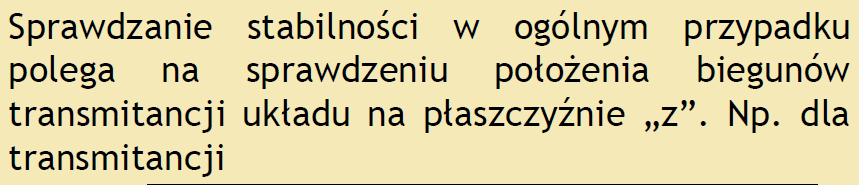 Sprawdzanie stabilności w ogólnym przypadku
polega na sprawdzeniu położenia biegunów
transmitancji układu na płaszczyźnie „z”. Np. dla
transmitancji